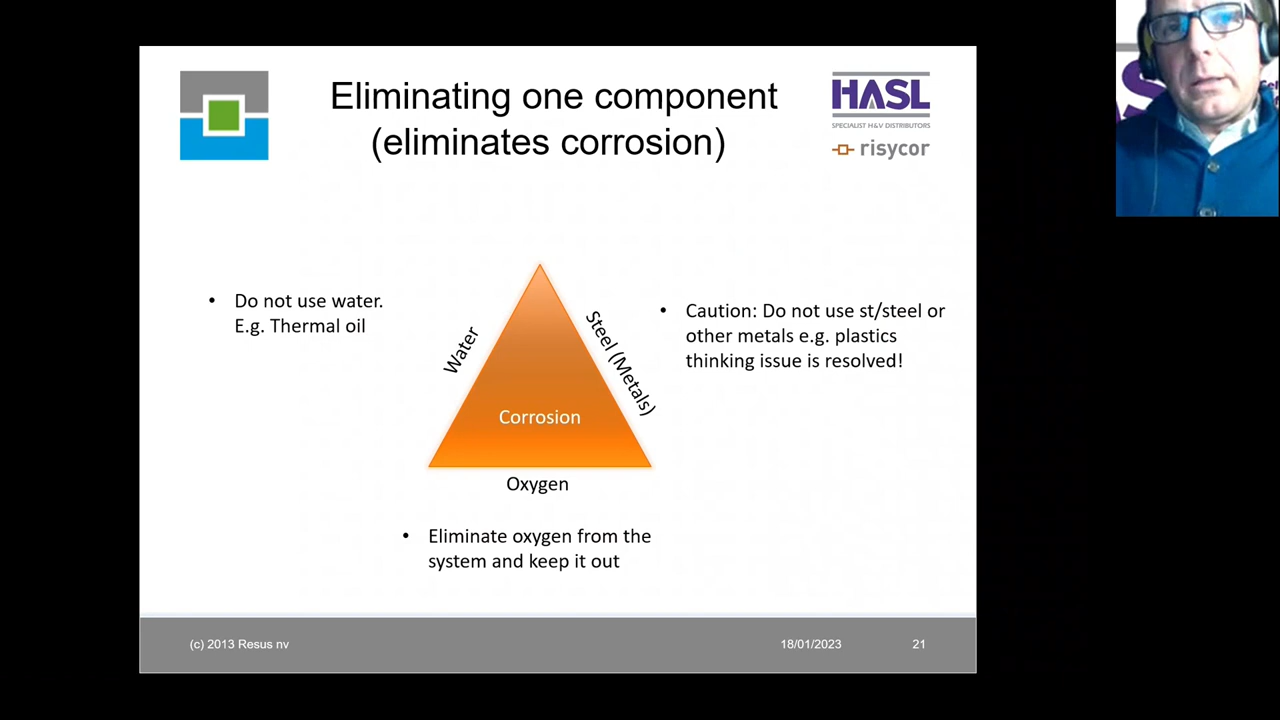 Eliminating one component
(eliminates corrosion)
HASL
SPECIALIST H&V DISTRIBUTORS
risycor
• Do not use water.
E.g. Thermal oil
Water
Steel (Metals)
• Caution: Do not use st/steel or
other metals e.g. plastics
thinking issue is resolved!
Corrosion
Oxygen
• Eliminate oxygen from the
system and keep it out
(c) 2013 Resus nv
18/01/2023
21